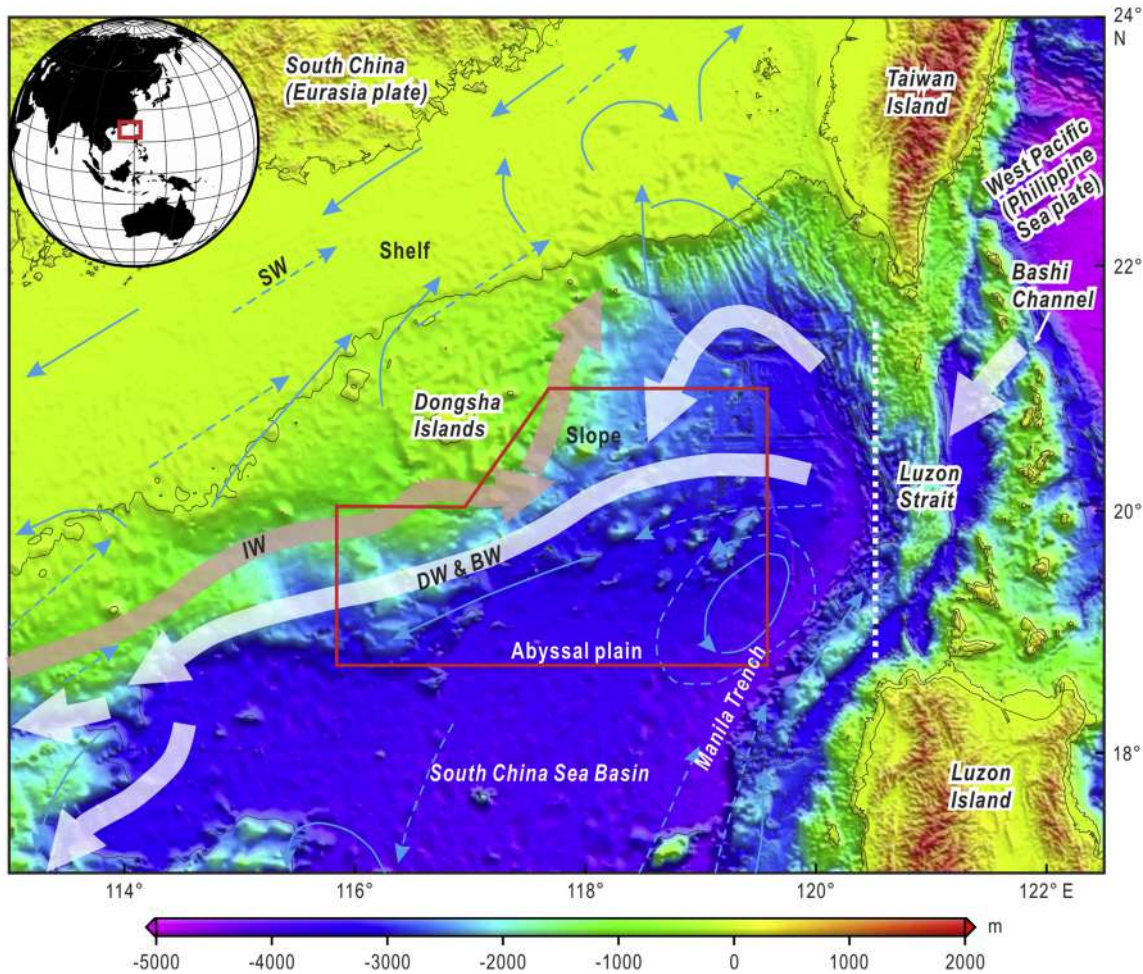 24°
N
South China
(Eurasia plate)
Taiwan
Island
West Pacific
(Philippine
Sea plate)
SW
Shelf
22°
Bashi
Channel
Dongsha
Islands
Slope
Luzon
Strait
20°
IW
DW & BW
Abyssal plain
Manila Trench
18°
South China Sea Basin
Luzon
Island
114°
116°
118°
120°
122° E
m
-5000
-4000
-3000
-2000
-1000
0
1000
2000